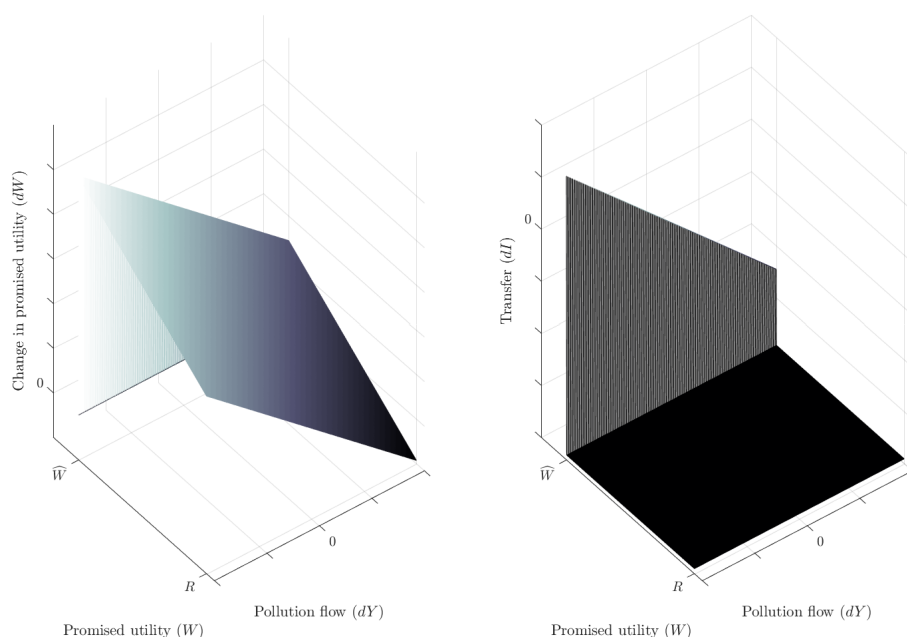 Change in promised utility (dW)
0
Ŵ
R
0
Pollution flow (dY)
Promised utility (W)
Transfer (dI)
0
Ŵ
R
0
Pollution flow (dY)
Promised utility (W)